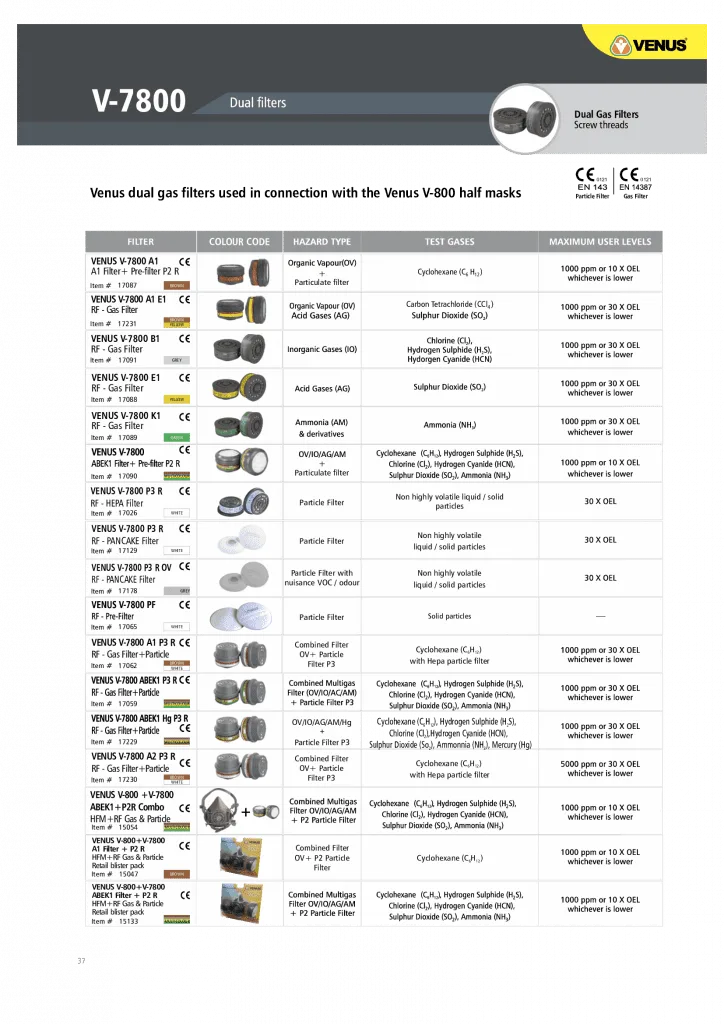 VENUS
V-7800
Dual filters
Dual Gas Filters
Screw threads
Venus dual gas filters used in connection with the Venus V-800 half masks
CE 0121 CE 0121
EN 143 EN 14387
Particle Filter Gas Filter
FILTER COLOUR CODE HAZARD TYPE TEST GASES MAXIMUM USER LEVELS
VENUS V-7800 A1 CE
A1 Filter+ Pre-filter P2 R
Item # 17087 BROWN
Organic Vapour(OV)
+
Particulate filter
Cyclohexane (C6 H12)
1000 ppm or 10 X OEL
whichever is lower
VENUS V-7800 A1 E1 CE
RF - Gas Filter
Item # 17231 BROWN
YELLOW
Organic Vapour (OV)
Acid Gases (AG)
Carbon Tetrachloride (CCl4)
Sulphur Dioxide (SO2)
1000 ppm or 30 X OEL
whichever is lower
VENUS V-7800 B1 CE
RF - Gas Filter
Item # 17091 GREY
Inorganic Gases (IO)
Chlorine (Cl2),
Hydrogen Sulphide (H2S),
Hydorgen Cyanide (HCN)
1000 ppm or 30 X OEL
whichever is lower
VENUS V-7800 E1 CE
RF - Gas Filter
Item # 17088 YELLOW
Acid Gases (AG)
Sulphur Dioxide (SO2)
1000 ppm or 30 X OEL
whichever is lower
VENUS V-7800 K1 CE
RF - Gas Filter
Item # 17089 GREEN
Ammonia (AM)
& derivatives
Ammonia (NH3)
1000 ppm or 30 X OEL
whichever is lower
VENUS V-7800 CE
ABEK1 Filter+ Pre-filter P2 R
Item # 17090
OV/IO/AG/AM
+
Particulate filter
Cyclohexane (C6H12), Hydrogen Sulphide (H2S),
Chlorine (Cl2), Hydrogen Cyanide (HCN),
Sulphur Dioxide (SO2), Ammonia (NH3)
1000 ppm or 10 X OEL
whichever is lower
VENUS V-7800 P3 R CE
RF - HEPA Filter
Item # 17026 WHITE
Particle Filter
Non highly volatile liquid / solid
particles
30 X OEL
VENUS V-7800 P3 R CE
RF - PANCAKE Filter
Item # 17129 WHITE
Particle Filter
Non highly volatile
liquid / solid particles
30 X OEL
VENUS V-7800 P3 R OV CE
RF - PANCAKE Filter
Item # 17178 GREY
Particle Filter with
nuisance VOC / odour
Non highly volatile
liquid / solid particles
30 X OEL
VENUS V-7800 PF CE
RF - Pre-Filter
Item # 17065 WHITE
Particle Filter
Solid particles
—
VENUS V-7800 A1 P3 R CE
RF - Gas Filter+Particle
Item # 17062 BROWN
WHITE
Combined Filter
OV+ Particle
Filter P3
Cyclohexane (C6H12)
with Hepa particle filter
1000 ppm or 30 X OEL
whichever is lower
VENUS V-7800 ABEK1 P3 R CE
RF - Gas Filter+Particle
Item # 17059
Combined Multigas
Filter (OV/IO/AC/AM)
+ Particle Filter P3
Cyclohexane (C6H12), Hydrogen Sulphide (H2S),
Chlorine (Cl2), Hydrogen Cyanide (HCN),
Sulphur Dioxide (SO2), Ammonia (NH3)
1000 ppm or 30 X OEL
whichever is lower
VENUS V-7800 ABEK1 Hg P3 R
RF - Gas Filter+Particle CE
Item # 17229
OV/IO/AG/AM/Hg
+
Particle Filter P3
Cyclohexane (C6H12), Hydrogen Sulphide (H2S),
Chlorine (Cl2),Hydrogen Cyanide (HCN),
Sulphur Dioxide (So2), Ammonnia (NH3), Mercury (Hg)
1000 ppm or 30 X OEL
whichever is lower
VENUS V-7800 A2 P3 R
RF - Gas Filter+Particle CE
Item # 17230 BROWN
WHITE
Combined Filter
OV+ Particle
Filter P3
Cyclohexane (C6H12)
with Hepa particle filter
5000 ppm or 30 X OEL
whichever is lower
VENUS V-800 +V-7800
ABEK1+P2R Combo CE
HFM+RF Gas & Particle
Item # 15054
+
Combined Multigas
Filter OV/IO/AG/AM
+ P2 Particle Filter
Cyclohexane (C6H12), Hydrogen Sulphide (H2S),
Chlorine (Cl2), Hydrogen Cyanide (HCN),
Sulphur Dioxide (SO2), Ammonia (NH3)
1000 ppm or 10 X OEL
whichever is lower
VENUS V-800+V-7800
A1 Filter + P2 R CE
HFM+RF Gas & Particle
Retail blister pack
Item # 15047 BROWN
Combined Filter
OV+ P2 Particle
Filter
Cyclohexane (C6H12)
1000 ppm or 10 X OEL
whichever is lower
VENUS V-800+V-7800
ABEK1 Filter + P2 R CE
HFM+RF Gas & Particle
Retail blister pack
Item # 15133
Combined Multigas
Filter OV/IO/AG/AM
+ P2 Particle Filter
Cyclohexane (C6H12), Hydrogen Sulphide (H2S),
Chlorine (Cl2), Hydrogen Cyanide (HCN),
Sulphur Dioxide (SO2), Ammonia (NH3)
1000 ppm or 10 X OEL
whichever is lower
37